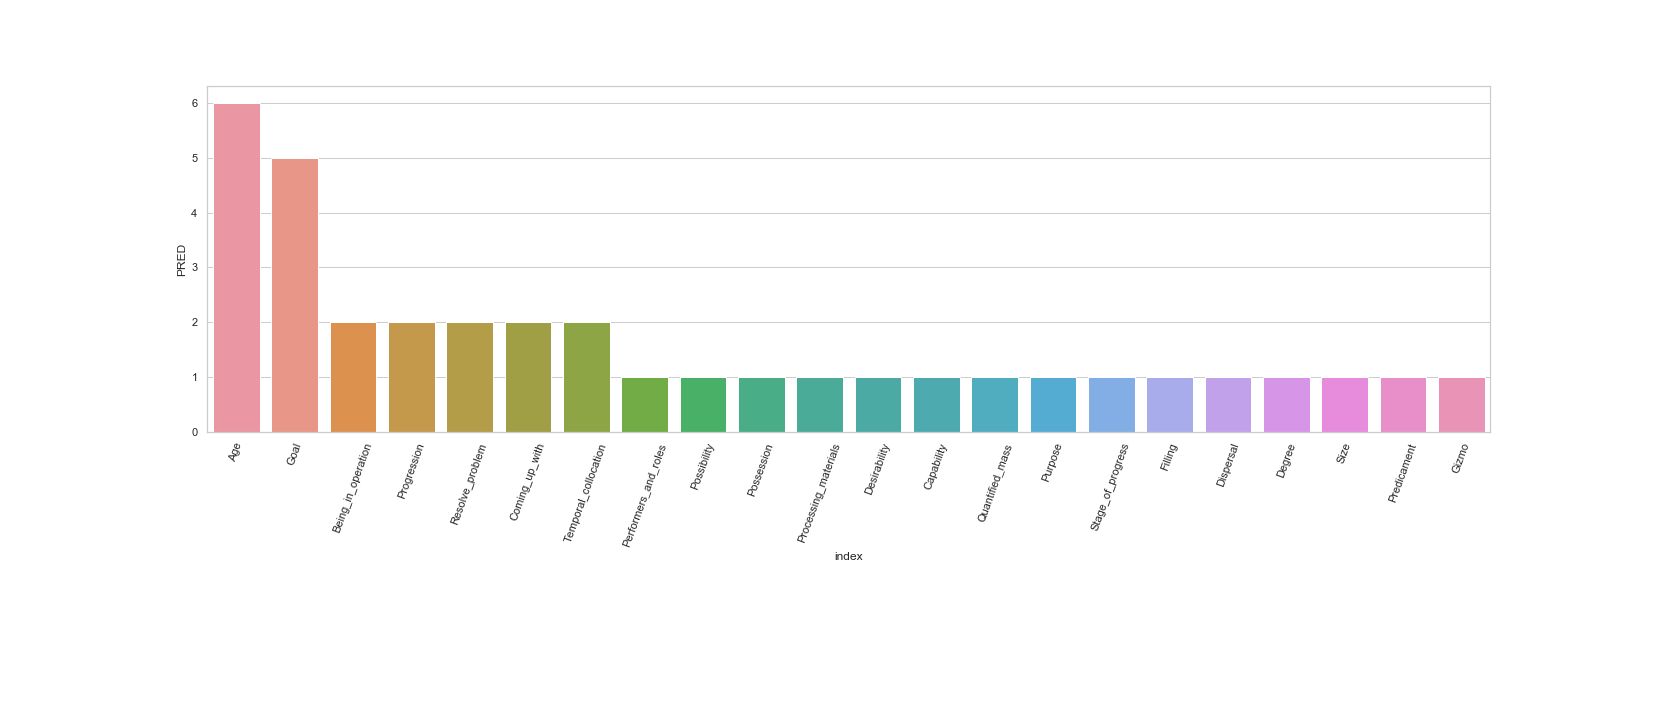 6
5
4
3
2
1
0
PRED
Age
Goal
Being_in_operation
Progression
Resolve_problem
Coming_up_with
Temporal_collocation
Performers_and_roles
Possibility
Possession
Processing_materials
Desirability
Capability
Quantified_mass
Purpose
Stage_of_progress
Filling
Dispersal
Degree
Size
Predicament
Gizmo
index